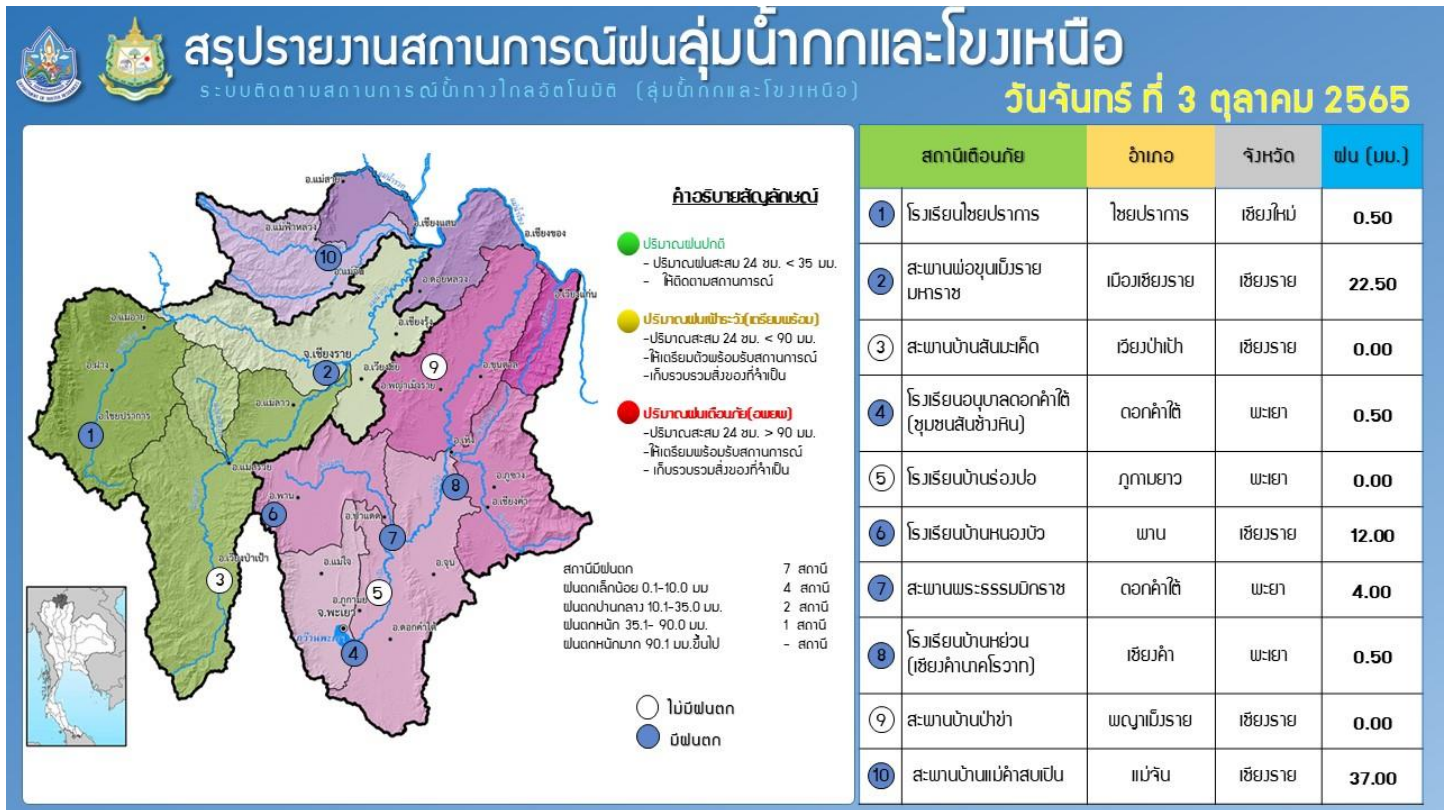 สรุปรายงานสถานการณ์ฝนลุ่มน้ำกกและโขงเหนือ
ระบบติดตามสถานการณ์น้ำทางไกลอัตโนมัติ (ลุ่มน้ำกกและโขงเหนือ)
วันจันทร์ ที่ 3 ตุลาคม 2565
คำอธิบายสัญลักษณ์
ปริมาณฝนปกติ
- ปริมาณฝนสะสม 24 ชม. < 35 มม.
- ให้ติดตามสถานการณ์
ปริมาณฝนเฝ้าระวัง(เตรียมพร้อม)
-ปริมาณสะสม 24 ชม. < 90 มม.
-ให้เตรียมตัวพร้อมรับสถานการณ์
-เก็บรวบรวมสิ่งของที่จำเป็น
ปริมาณฝนเตือนภัย(อพยพ)
-ปริมาณสะสม 24 ชม. > 90 มม.
-ให้เตรียมพร้อมรับสถานการณ์
- เก็บรวบรวมสิ่งของที่จำเป็น
อ.แม่สาย
อ.แม่ฟ้าหลวง
อ.เชียงแสน
อ.เชียงของ
10
อ.แม่จัน
อ.ดอยหลวง
อ.เวียงแก่น
อ.แม่อาย
อ.เชียงรุ้ง
จ.เชียงราย
2
อ.เวียงชัย
9
อ.ฝาง
อ.พญาเม็งราย
อ.ขุนตาล
อ.แม่ลาว
อ.ไชยปราการ
1
อ.เทิง
อ.แม่สรวย
8
อ.ภูซาง
อ.เชียงคำ
อ.พาน
6
อ.ป่าแดด
7
อ.เวียงป่าเป้า
3
อ.แม่ใจ
อ.จุน
5
อ.ภูกามย
จ.พะเยา
อ.ดอกคำใต้
4
สถานีมีฝนตก 7 สถานี
ฝนตกเล็กน้อย 0.1-10.0 มม 4 สถานี
ฝนตกปานกลาง 10.1-35.0 มม. 2 สถานี
ฝนตกหนัก 35.1- 90.0 มม. 1 สถานี
ฝนตกหนักมาก 90.1 มม.ขึ้นไป - สถานี
ไม่มีฝนตก
มีฝนตก
สถานีเตือนภัย อำเภอ จังหวัด ฝน (มม.)
1 โรงเรียนไชยปราการ ไชยปราการ เชียงใหม่ 0.50
2 สะพานพ่อขุนเม็งราย
มหาราช เมืองเชียงราย เชียงราย 22.50
3 สะพานบ้านสันมะเค็ด เวียงป่าเป้า เชียงราย 0.00
4 โรงเรียนอนุบาลดอกคำใต้
(ชุมชนสันช้างหิน) ดอกคำใต้ พะเยา 0.50
5 โรงเรียนบ้านร่องปอ ภูกามยาว พะเยา 0.00
6 โรงเรียนบ้านหนองบัว พาน เชียงราย 12.00
7 สะพานพระธรรมมิกราช ดอกคำใต้ พะเยา 4.00
8 โรงเรียนบ้านหย่วน
(เชียงคำนาคโรวาท) เชียงคำ พะเยา 0.50
9 สะพานบ้านป่าข่า พญาเม็งราย เชียงราย 0.00
10 สะพานบ้านแม่คำสบเปิน แม่จัน เชียงราย 37.00